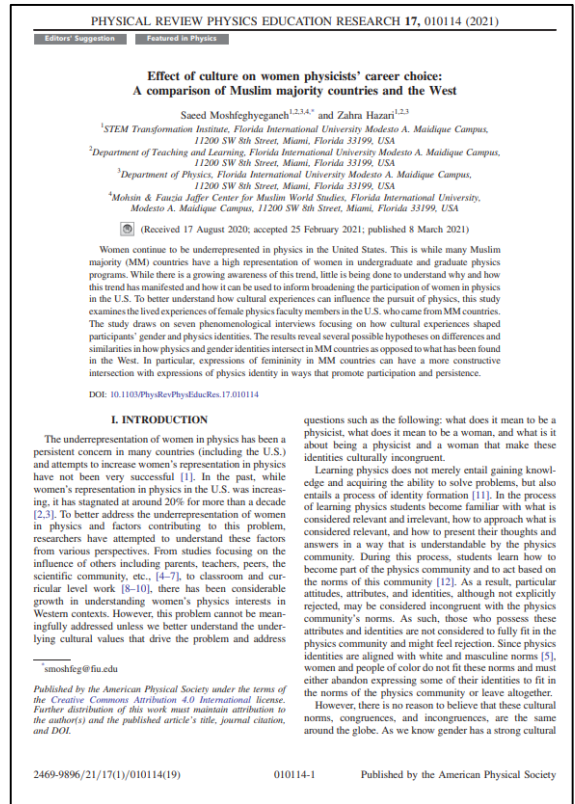 PHYSICAL REVIEW PHYSICS EDUCATION RESEARCH 17, 010114 (2021)
Editors' Suggestion Featured in Physics
Effect of culture on women physicists' career choice:
A comparison of Muslim majority countries and the West
Saeed Moshfeghyeganeh1,2,3,4,* and Zahra Hazari1,2,3
1STEM Transformation Institute, Florida International University Modesto A. Maidique Campus,
11200 SW 8th Street, Miami, Florida 33199, USA
2Department of Teaching and Learning, Florida International University Modesto A. Maidique Campus,
11200 SW 8th Street, Miami, Florida 33199, USA
3Department of Physics, Florida International University Modesto A. Maidique Campus,
11200 SW 8th Street, Miami, Florida 33199, USA
4Mohsin & Fauzia Jaffer Center for Muslim World Studies, Florida International University,
Modesto A. Maidique Campus, 11200 SW 8th Street, Miami, Florida 33199, USA
(Received 17 August 2020; accepted 25 February 2021; published 8 March 2021)
Women continue to be underrepresented in physics in the United States. This is while many Muslim
majority (MM) countries have a high representation of women in undergraduate and graduate physics
programs. While there is a growing awareness of this trend, little is being done to understand why and how
this trend has manifested and how it can be used to inform broadening the participation of women in physics
in the U.S. To better understand how cultural experiences can influence the pursuit of physics, this study
examines the lived experiences of female physics faculty members in the U.S. who came from MM countries.
The study draws on seven phenomenological interviews focusing on how cultural experiences shaped
participants' gender and physics identities. The results reveal several possible hypotheses on differences and
similarities in how physics and gender identities intersect in MM countries as opposed to what has been found
in the West. In particular, expressions of femininity in MM countries can have a more constructive
intersection with expressions of physics identity in ways that promote participation and persistence.
DOI: 10.1103/PhysRevPhysEducRes.17.010114
I. INTRODUCTION
The underrepresentation of women in physics has been a
persistent concern in many countries (including the U.S.)
and attempts to increase women's representation in physics
have not been very successful [1]. In the past, while
women's representation in physics in the U.S. was increas-
ing, it has stagnated at around 20% for more than a decade
[2,3]. To better address the underrepresentation of women
in physics and factors contributing to this problem,
researchers have attempted to understand these factors
from various perspectives. From studies focusing on the
influence of others including parents, teachers, peers, the
scientific community, etc., [4–7], to classroom and cur-
ricular level work [8–10], there has been considerable
growth in understanding women's physics interests in
Western contexts. However, this problem cannot be mean-
ingfully addressed unless we better understand the under-
lying cultural values that drive the problem and address
*smoshfeg@fiu.edu
Published by the American Physical Society under the terms of
the Creative Commons Attribution 4.0 International license.
Further distribution of this work must maintain attribution to
the author(s) and the published article's title, journal citation,
and DOI.
questions such as the following: what does it mean to be a
physicist, what does it mean to be a woman, and what is it
about being a physicist and a woman that make these
identities culturally incongruent.
Learning physics does not merely entail gaining knowl-
edge and acquiring the ability to solve problems, but also
entails a process of identity formation [11]. In the process
of learning physics students become familiar with what is
considered relevant and irrelevant, how to approach what is
considered relevant, and how to present their thoughts and
answers in a way that is understandable by the physics
community. During this process, students learn how to
become part of the physics community and to act based on
the norms of this community [12]. As a result, particular
attitudes, attributes, and identities, although not explicitly
rejected, may be considered incongruent with the physics
community's norms. As such, those who possess these
attributes and identities are not considered to fully fit in the
physics community and might feel rejection. Since physics
identities are aligned with white and masculine norms [5],
women and people of color do not fit these norms and must
either abandon expressing some of their identities to fit in
the norms of the physics community or leave altogether.
However, there is no reason to believe that these cultural
norms, congruences, and incongruences, are the same
around the globe. As we know gender has a strong cultural
2469-9896/21/17(1)/010114(19) 010114-1 Published by the American Physical Society